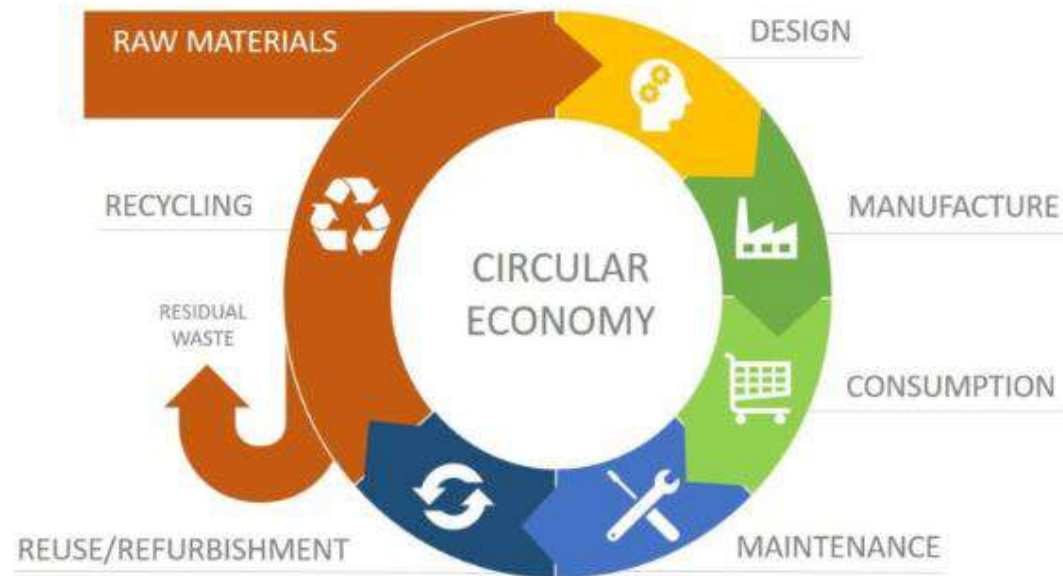 RAW MATERIALS
DESIGN
RECYCLING
MANUFACTURE
CIRCULAR
ECONOMY
RESIDUAL
WASTE
CONSUMPTION
REUSE/REFURBISHMENT
MAINTENANCE